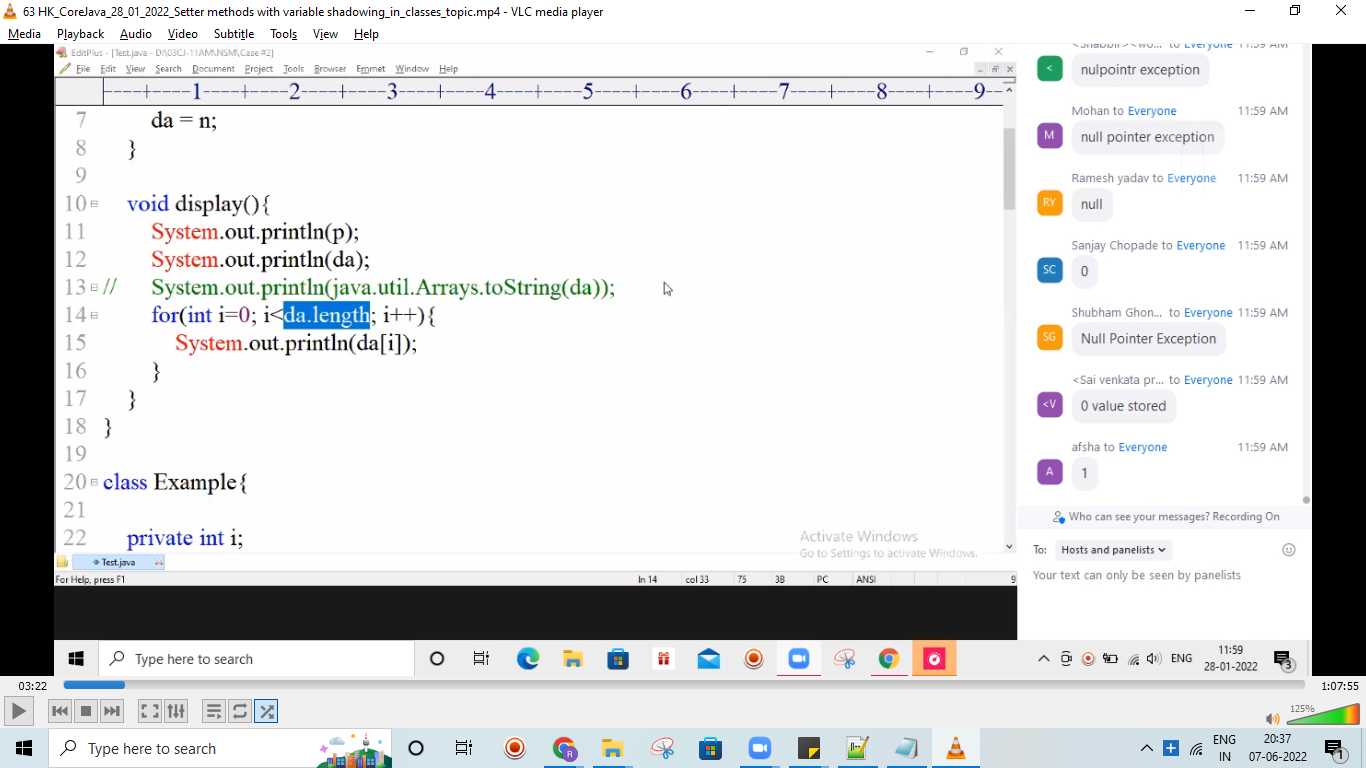 63 HK_CoreJava_28_01_2022_Setter methods with variable shadowing_in_classes_topic.mp4 - VLC media player
Media Playback Audio Video Subtitle Tools View Help
EditPlus - [Test.java - D:\03CJ-11AM\NSM\Case #2]
File Edit View Search Document Project Tools Browser Emmet Window Help
----+----1----+----2----+----3----+----4----+----5----+----6----+----7----+----8----+----9--
7 da = n;
8 }
9
10 void display(){
11 System.out.println(p);
12 System.out.println(da);
13 // System.out.println(java.util.Arrays.toString(da));
14 for(int i=0; i<da.length; i++){
15 System.out.println(da[i]);
16 }
17 }
18 }
19
20 class Example{
21
22 private int i;
Activate Windows
Go to Settings to activate Windows.
Test.java
For Help, press F1 ln 14 col 33 75 3B PC ANSI 9
to Everyone 11:59 AM
<
nulpointr exception
Mohan to Everyone 11:59 AM
M
null pointer exception
Ramesh yadav to Everyone 11:59 AM
RY
null
Sanjay Chopade to Everyone 11:59 AM
SC
0
Shubham Ghon... to Everyone 11:59 AM
SG
Null Pointer Exception
<Sai venkata pr... to Everyone 11:59 AM
<V
0 value stored
afsha to Everyone 11:59 AM
A
1
Who can see your messages? Recording On
To: Hosts and panelists
Your text can only be seen by panelists
Type here to search
ENG
11:59
28-01-2022
3
03:22
1:07:55
125%
Type here to search
ENG
IN
20:37
07-06-2022
1